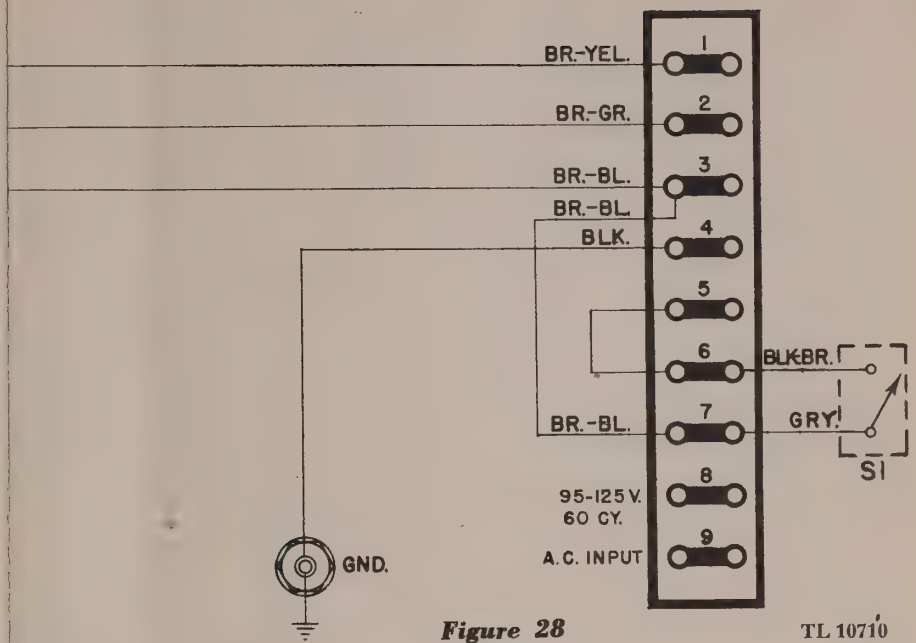 BR.-YEL. 1
BR.-GR. 2
BR.-BL. 3
BR.-BL.
BLK. 4
5
6 BLK-BR.
BR.-BL. 7 GRY.
S1
95-125 V. 8
60 CY.
A.C. INPUT 9
GND.
Figure 28
TL 10710